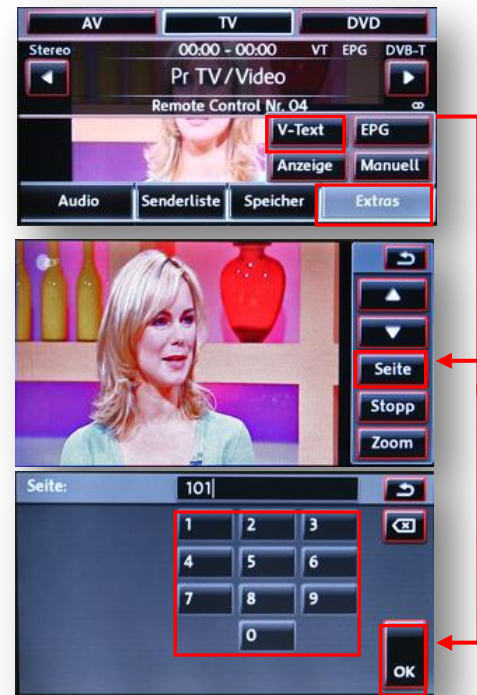 AV TV DVD
Stereo 00:00 - 00:00 VT EPG DVB-T
Pr TV/Video
Remote Control Nr. 04
V-Text EPG
Anzeige Manuell
Audio Senderliste Speicher Extras
Seite
Stopp
Zoom
Seite: 101
1 2 3
4 5 6
7 8 9
0
OK